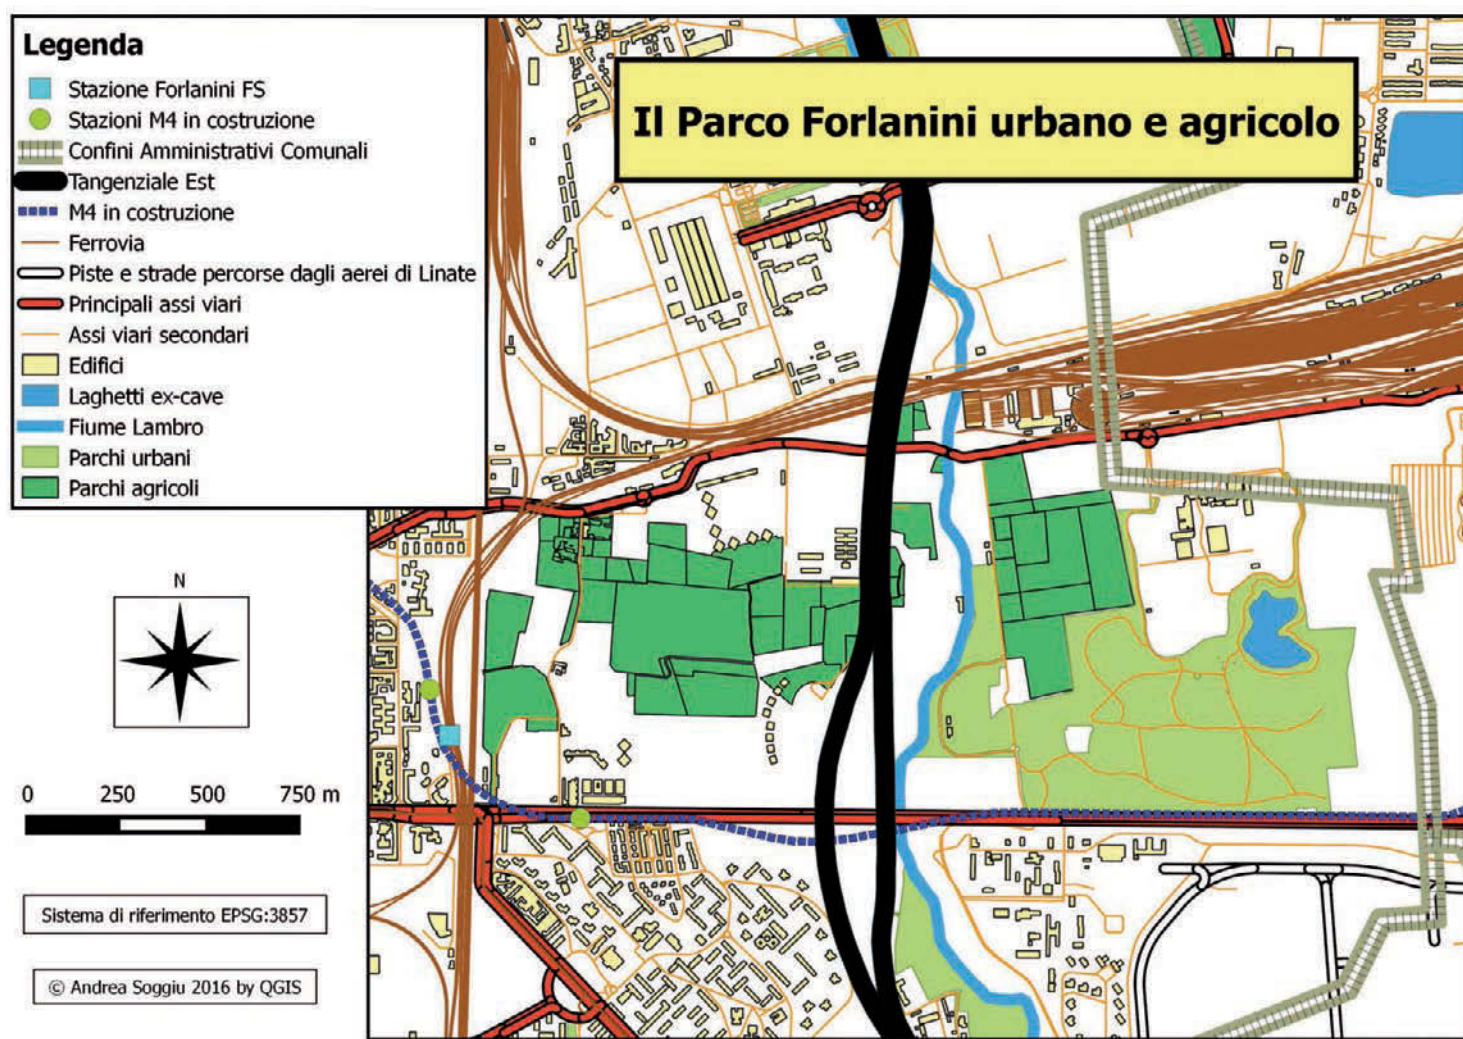 Legenda
Stazione Forlanini FS
Stazioni M4 in costruzione
Confini Amministrativi Comunali
Tangenziale Est
M4 in costruzione
Ferrovia
Piste e strade percorse dagli aerei di Linate
Principali assi viari
Assi viari secondari
Edifici
Laghetti ex-cave
Fiume Lambro
Parchi urbani
Parchi agricoli
Il Parco Forlanini urbano e agricolo
N
0 250 500 750 m
Sistema di riferimento EPSG:3857
© Andrea Soggiu 2016 by QGIS